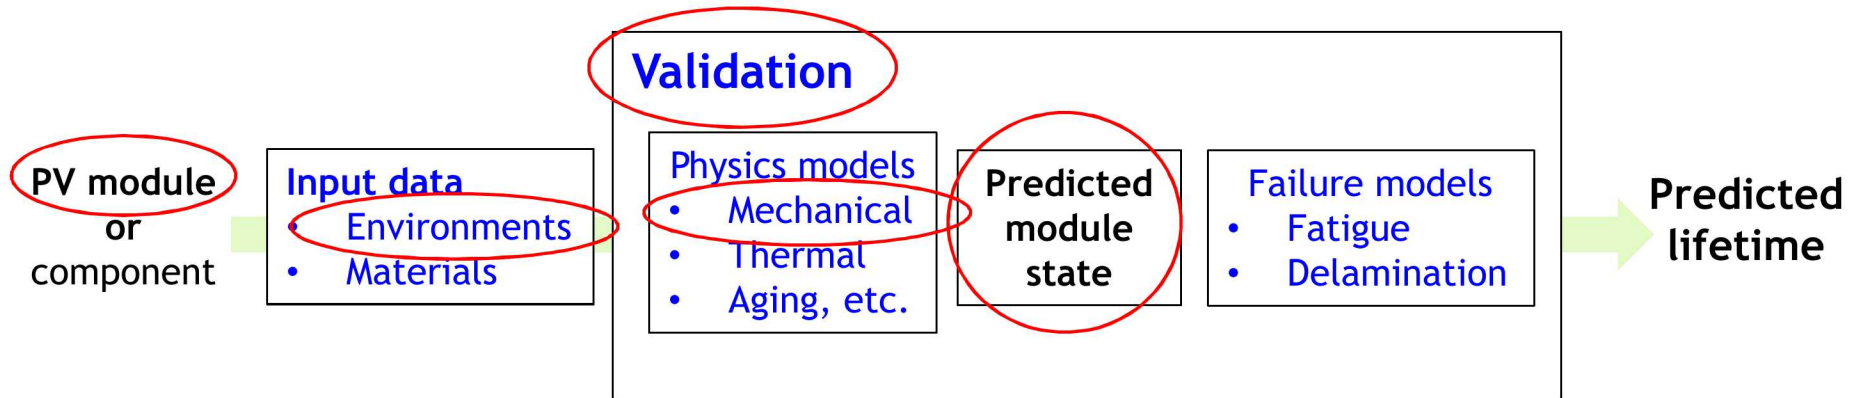 PV module
or
component
Input data
• Environments
• Materials
Validation
Physics models
• Mechanical
• Thermal
• Aging, etc.
Predicted
module
state
Failure models
• Fatigue
• Delamination
Predicted
lifetime